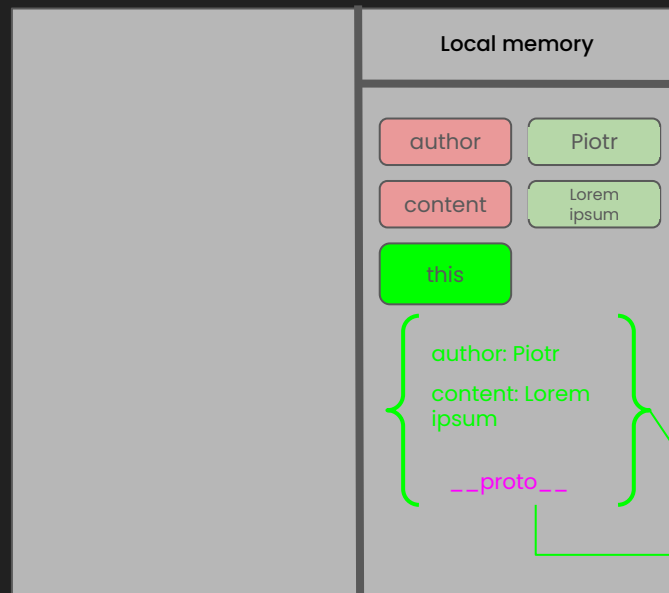 Local memory
author
Piotr
content
Lorem
ipsum
this
author: Piotr
content: Lorem
ipsum
__proto__